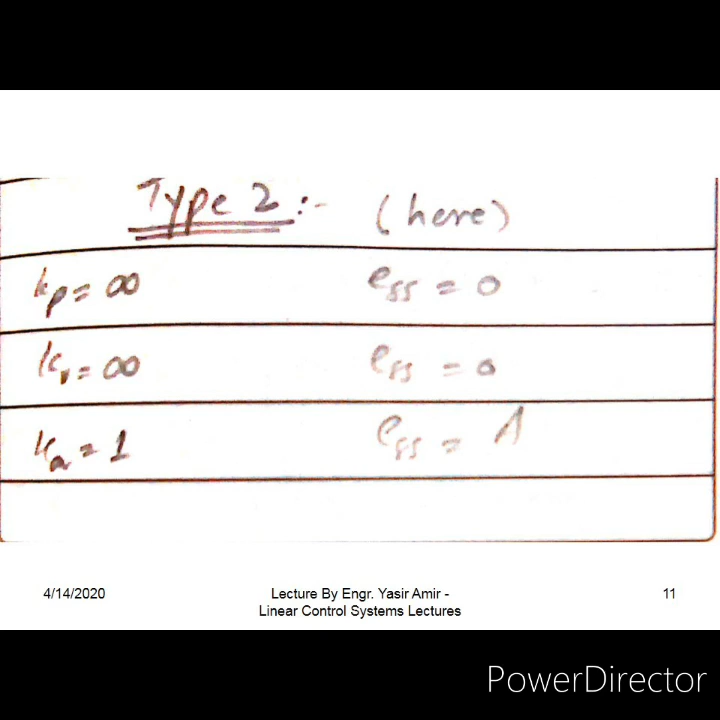 Type 2:- (here)
kp = ∞ ess = 0
kv = ∞ ess = 0
ka = 1 ess = A
4/14/2020
Lecture By Engr. Yasir Amir -
Linear Control Systems Lectures
11
PowerDirector